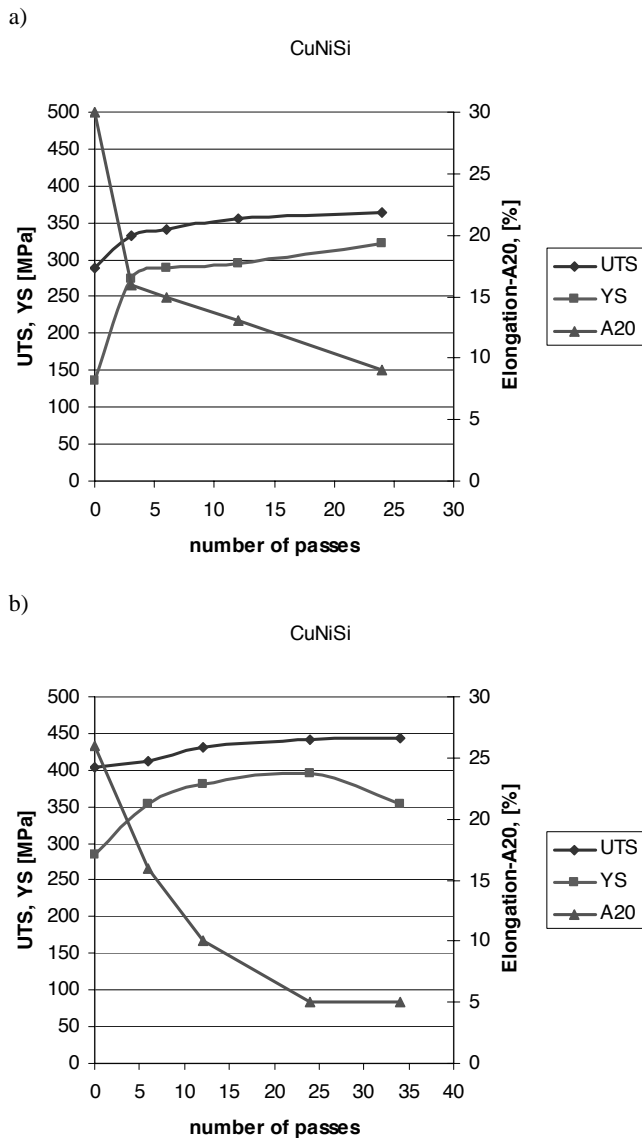 a)
CuNiSi
500
450
400
350
300
250
200
150
100
50
0
UTS, YS [MPa]
30
25
20
15
10
5
0
Elongation-A20, [%]
0 5 10 15 20 25 30
number of passes
UTS
YS
A20
b)
CuNiSi
500
450
400
350
300
250
200
150
100
50
0
UTS, YS [MPa]
30
25
20
15
10
5
0
Elongation-A20, [%]
0 5 10 15 20 25 30 35 40
number of passes
UTS
YS
A20